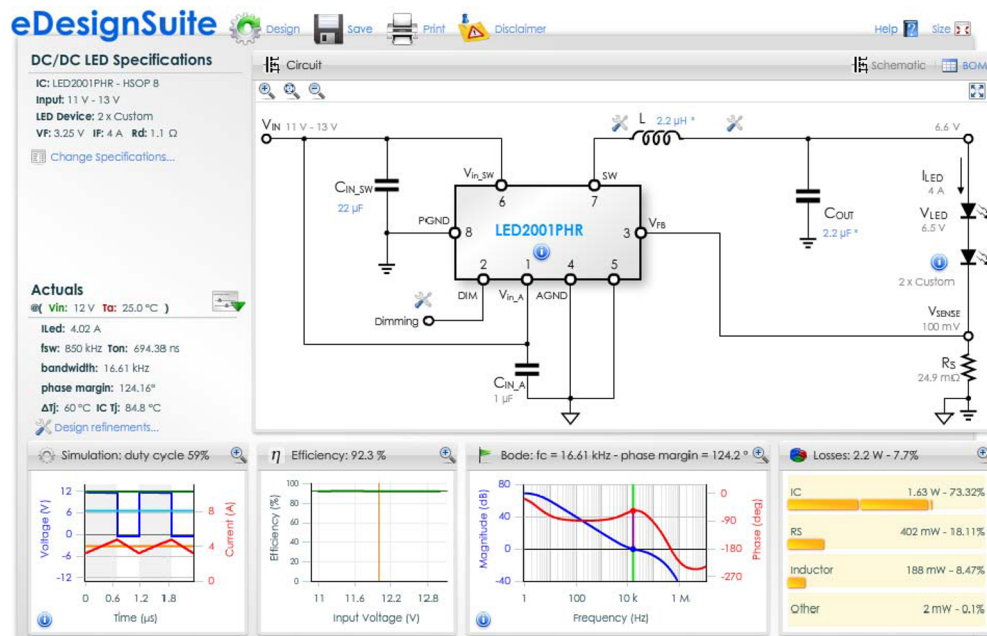 eDesignSuite
Design Save Print Disclaimer Help Size
DC/DC LED Specifications
IC: LED2001PHR - HSOP 8
Input: 11 V - 13 V
LED Device: 2 x Custom
VF: 3.25 V IF: 4 A Rd: 1.1 Ω
Change Specifications...
Circuit
Schematic BOM
VIN 11 V - 13 V
L 2.2 µH *
6.6 V
Vin_SW
SW
6
7
CIN_SW
22 µF
PGND
8
LED2001PHR
3
VFB
COUT
2.2 µF *
ILED
4 A
VLED
6.5 V
2 x Custom
2
1
4
5
DIM
Vin_A
AGND
Dimming
VSENSE
100 mV
CIN_A
1 µF
RS
24.9 mΩ
Actuals
@( Vin: 12 V Ta: 25.0 °C )
ILed: 4.02 A
fsw: 850 kHz Ton: 694.38 ns
bandwidth: 16.61 kHz
phase margin: 124.16°
ΔTj: 60 °C IC Tj: 84.8 °C
Design refinements...
Simulation: duty cycle 59%
Voltage (V)
12
6
0
-6
-12
8
4
0
Current (A)
0 0.6 1.2 1.8
Time (µs)
η Efficiency: 92.3 %
Efficiency (%)
100
80
60
40
20
0
11 11.6 12.2 12.8
Input Voltage (V)
Bode: fc = 16.61 kHz - phase margin = 124.2 °
Magnitude (dB)
80
40
0
-40
0
-90
-180
-270
Phase (deg)
1 100 10 k 1 M
Frequency (Hz)
Losses: 2.2 W - 7.7%
IC 1.63 W - 73.32%
RS 402 mW - 18.11%
Inductor 188 mW - 8.47%
Other 2 mW - 0.1%